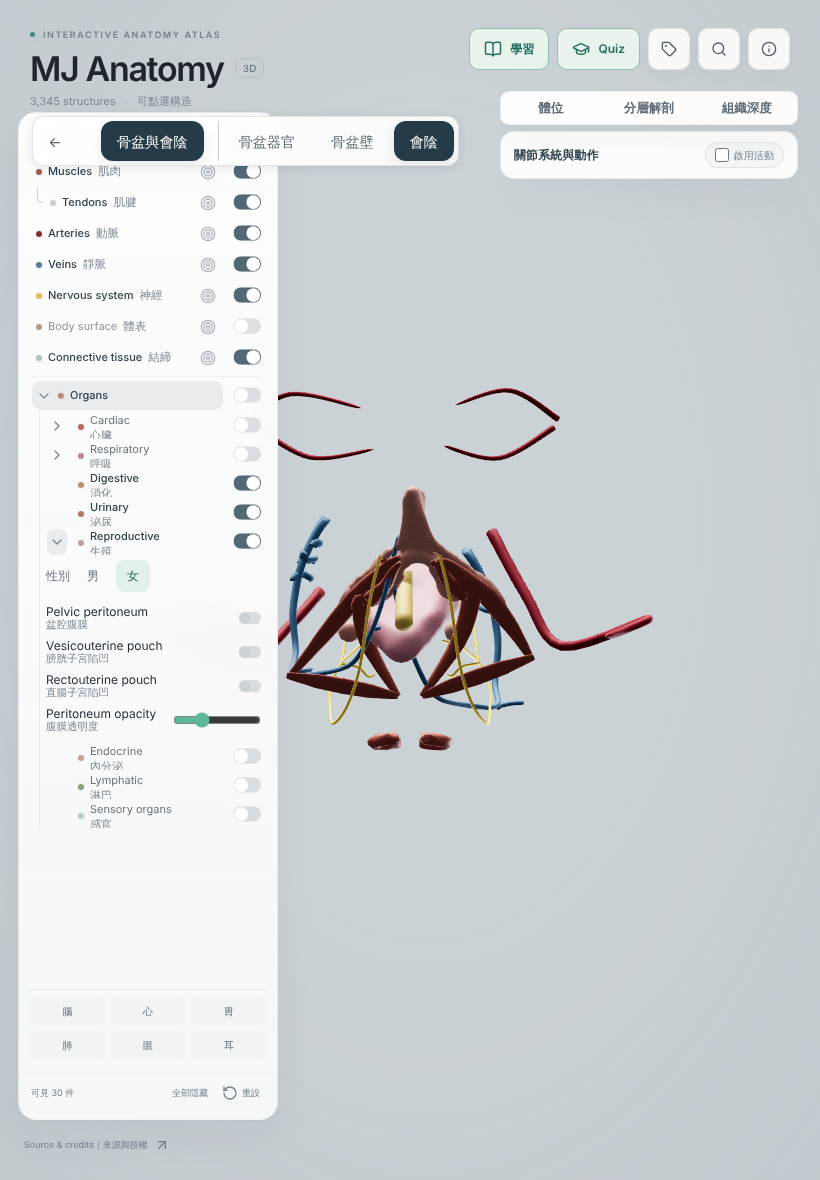 INTERACTIVE ANATOMY ATLAS
MJ Anatomy 3D
3,345 structures · 可點選構造
學習
Quiz
體位 分層解剖 組織深度
關節系統與動作 啟用活動
← 骨盆與會陰 骨盆器官 骨盆壁 會陰
Muscles 肌肉
Tendons 肌腱
Arteries 動脈
Veins 靜脈
Nervous system 神經
Body surface 體表
Connective tissue 結締
Organs
Cardiac
心臟
Respiratory
呼吸
Digestive
消化
Urinary
泌尿
Reproductive
生殖
性別 男 女
Pelvic peritoneum
盆腔腹膜
Vesicouterine pouch
膀胱子宮陷凹
Rectouterine pouch
直腸子宮陷凹
Peritoneum opacity
腹膜透明度
Endocrine
內分泌
Lymphatic
淋巴
Sensory organs
感官
腦 心 胃
肺 眼 耳
可見 30 件 全部隱藏 重設
Source & credits | 來源與授權